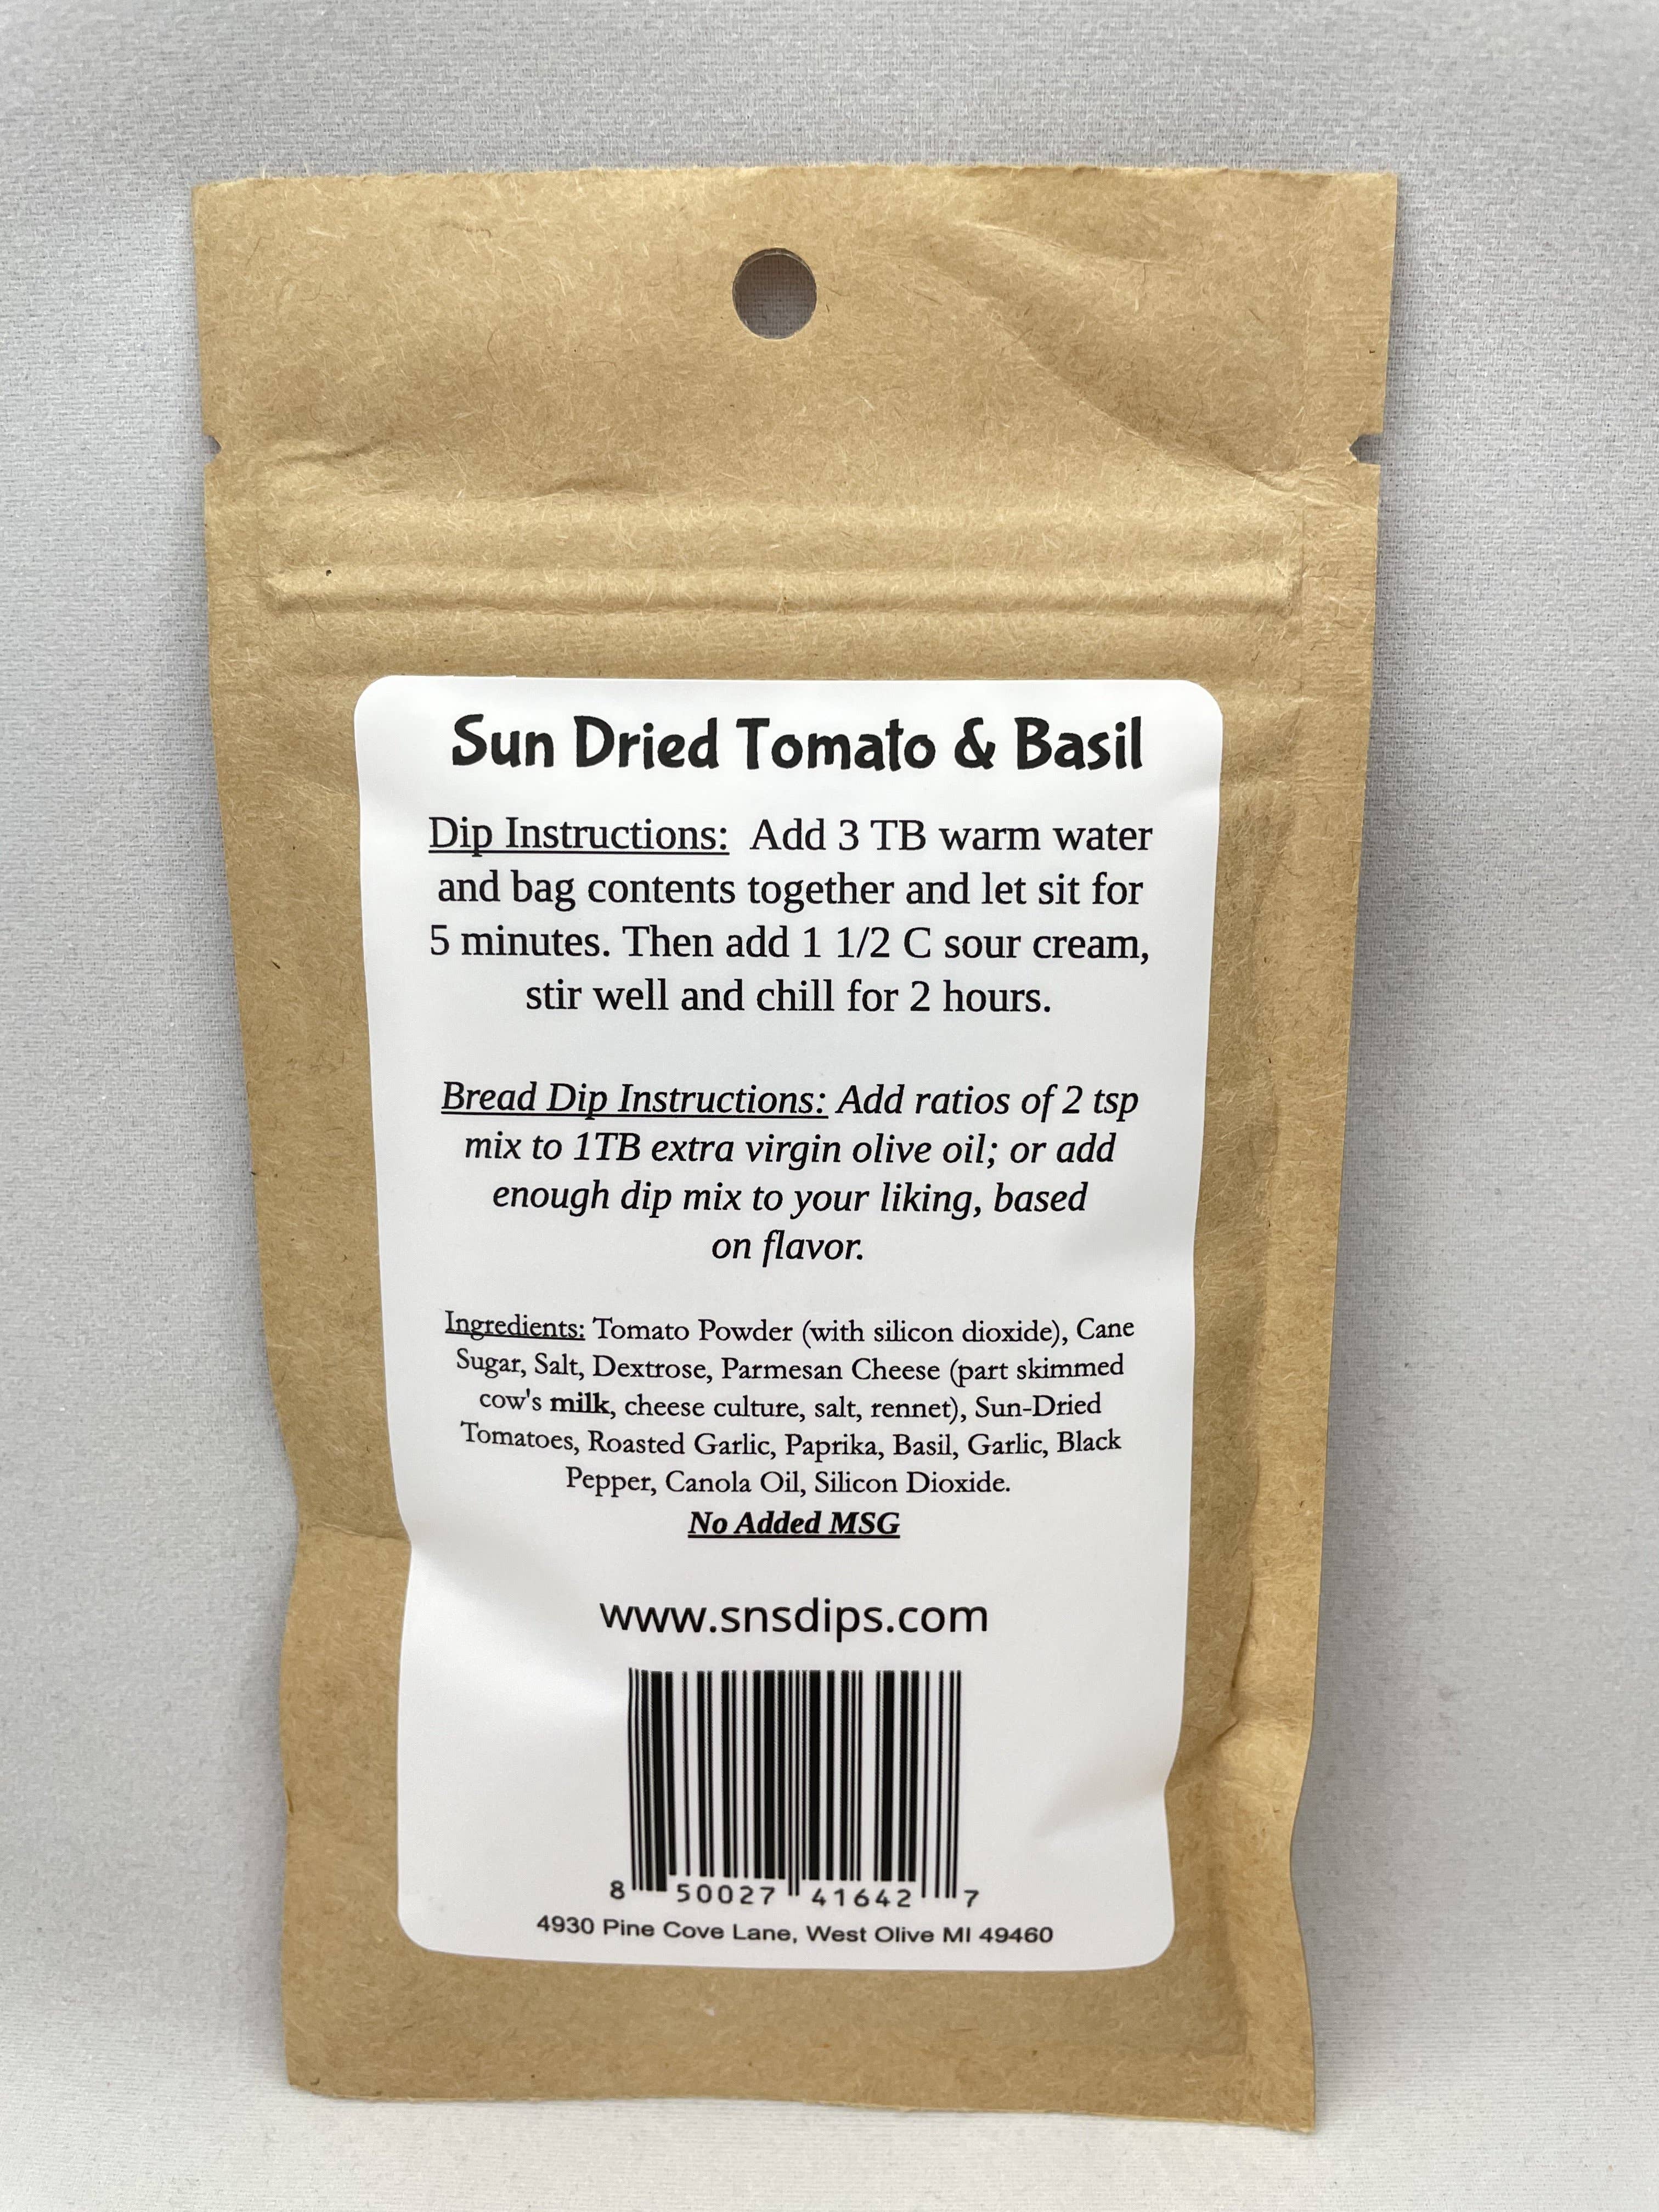 Sun Dried Tomato & Basil
Dip Instructions: Add 3 TB warm water
and bag contents together and let sit for
5 minutes. Then add 1 1/2 C sour cream,
stir well and chill for 2 hours.
Bread Dip Instructions: Add ratios of 2 tsp
mix to 1TB extra virgin olive oil; or add
enough dip mix to your liking, based
on flavor.
Ingredients: Tomato Powder (with silicon dioxide), Cane
Sugar, Salt, Dextrose, Parmesan Cheese (part skimmed
cow's milk, cheese culture, salt, rennet), Sun-Dried
Tomatoes, Roasted Garlic, Paprika, Basil, Garlic, Black
Pepper, Canola Oil, Silicon Dioxide.
No Added MSG
www.snsdips.com
8 50027 41642 7
4930 Pine Cove Lane, West Olive MI 49460